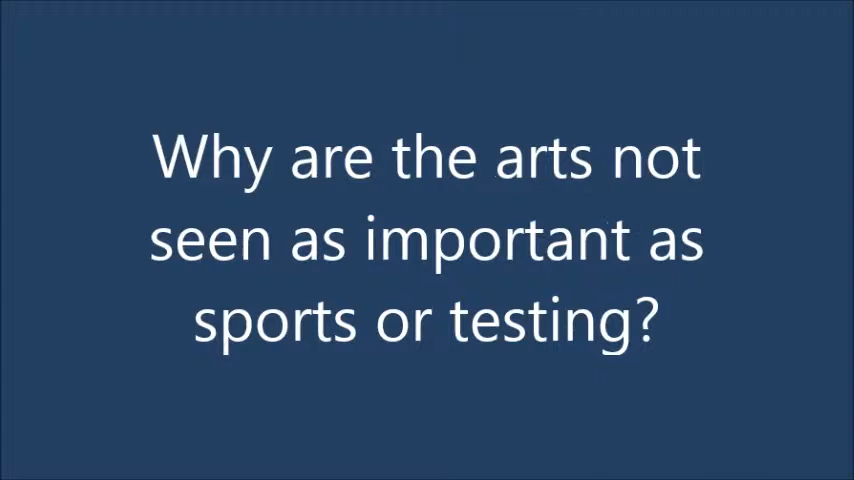 Why are the arts not
seen as important as
sports or testing?